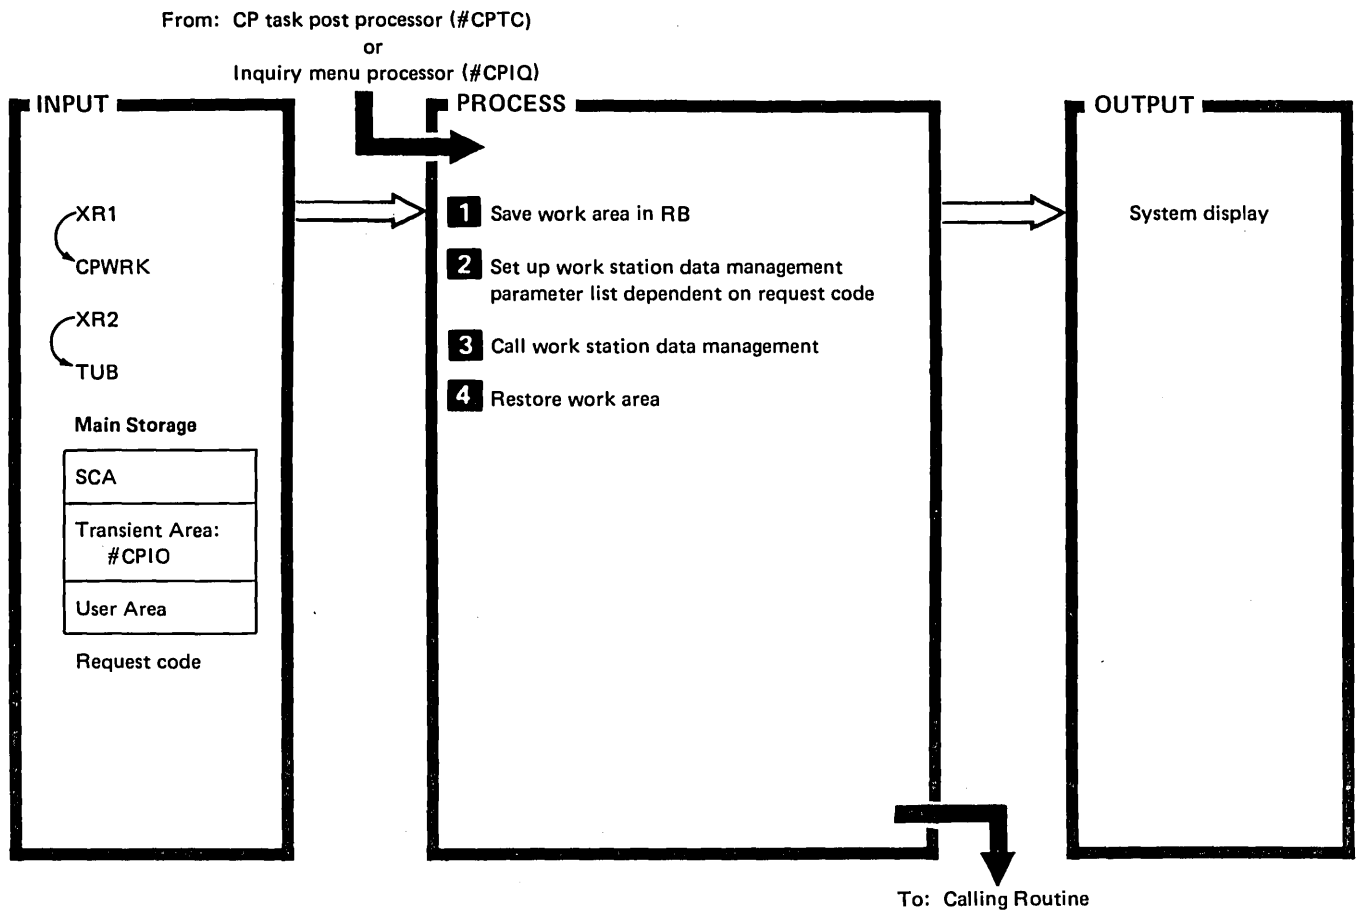 From: CP task post processor (#CPTC)
or
Inquiry menu processor (#CPIQ)
INPUT
XR1
CPWRK
XR2
TUB
Main Storage
SCA
Transient Area:
#CPIO
User Area
Request code
PROCESS
1 Save work area in RB
2 Set up work station data management
parameter list dependent on request code
3 Call work station data management
4 Restore work area
OUTPUT
System display
To: Calling Routine